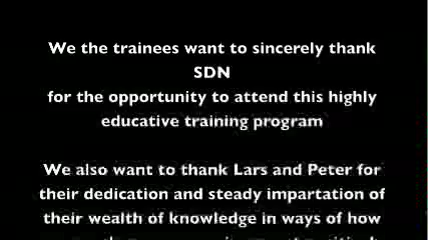 We the trainees want to sincerely thank
SDN
for the opportunity to attend this highly
educative training program
We also want to thank Lars and Peter for
their dedication and steady impartation of
their wealth of knowledge in ways of how